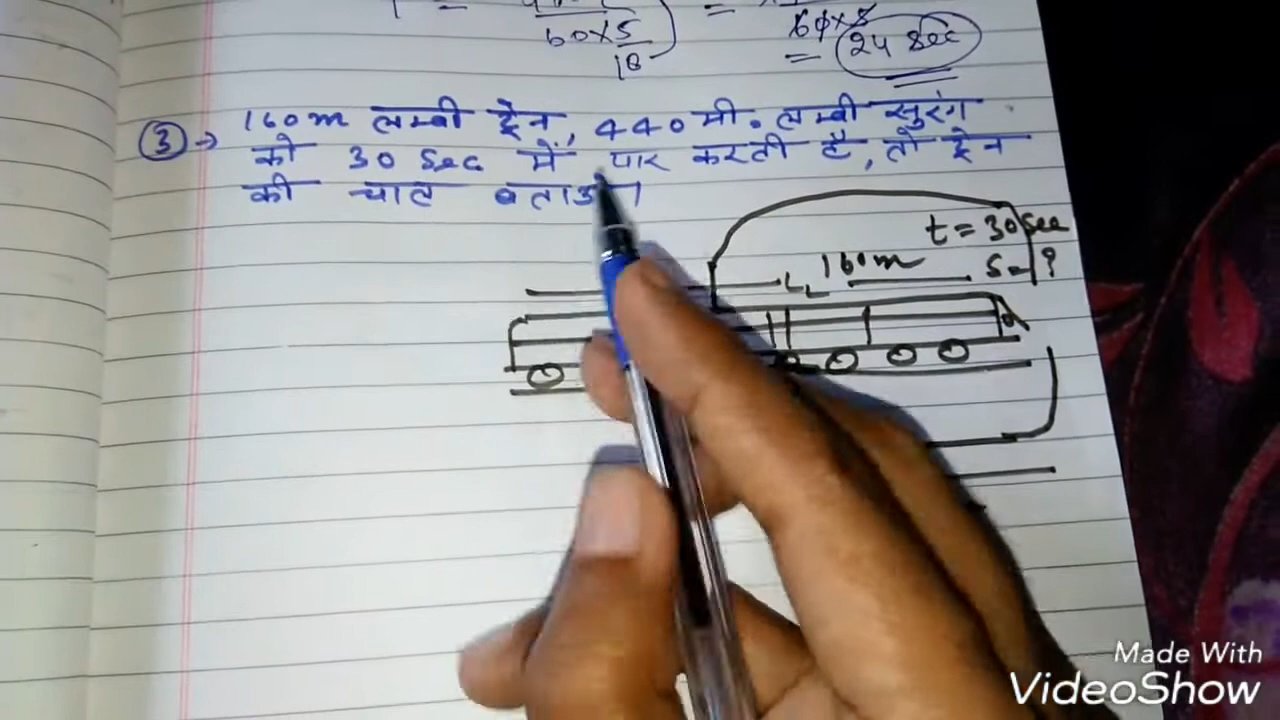 60×5
18
=
=
24 Sec
③→ 160m लम्बी ट्रेन, 440 मी. लम्बी सुरंग
को 30 Sec में पार करती है, तो ट्रेन
की चाल बताओ।
t = 30 Sec
160m
S = ?
Made With
VideoShow